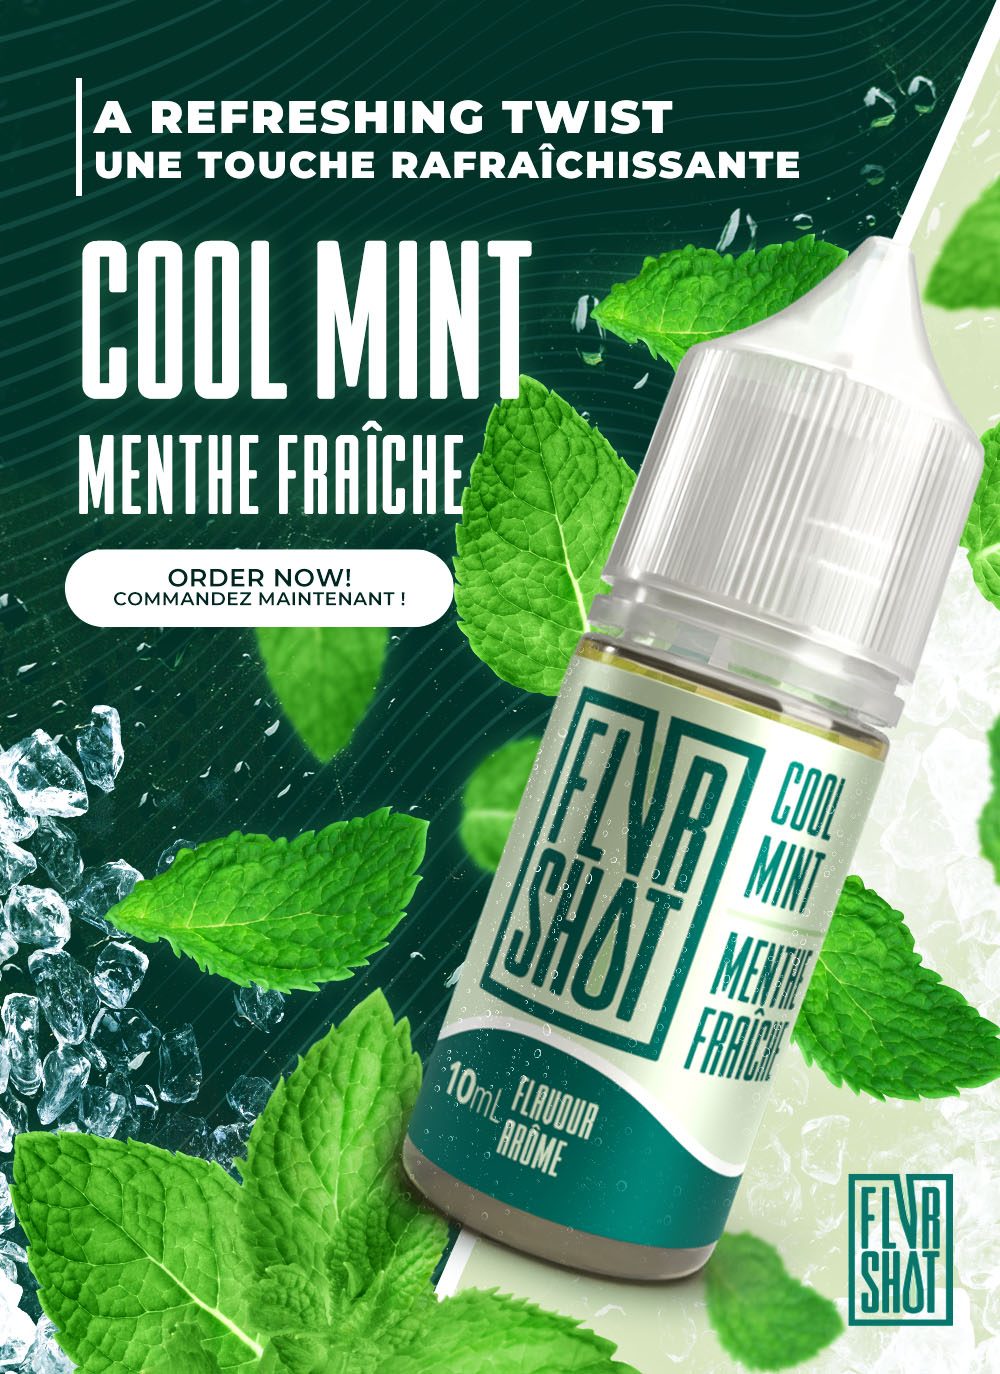 A REFRESHING TWIST
UNE TOUCHE RAFRAÎCHISSANTE
COOL MINT
MENTHE FRAÎCHE
ORDER NOW!
COMMANDEZ MAINTENANT !
FLVR
SHOT
COOL
MINT
MENTHE
FRAÎCHE
10mL FLAVOUR
ARÔME
FLVR
SHOT